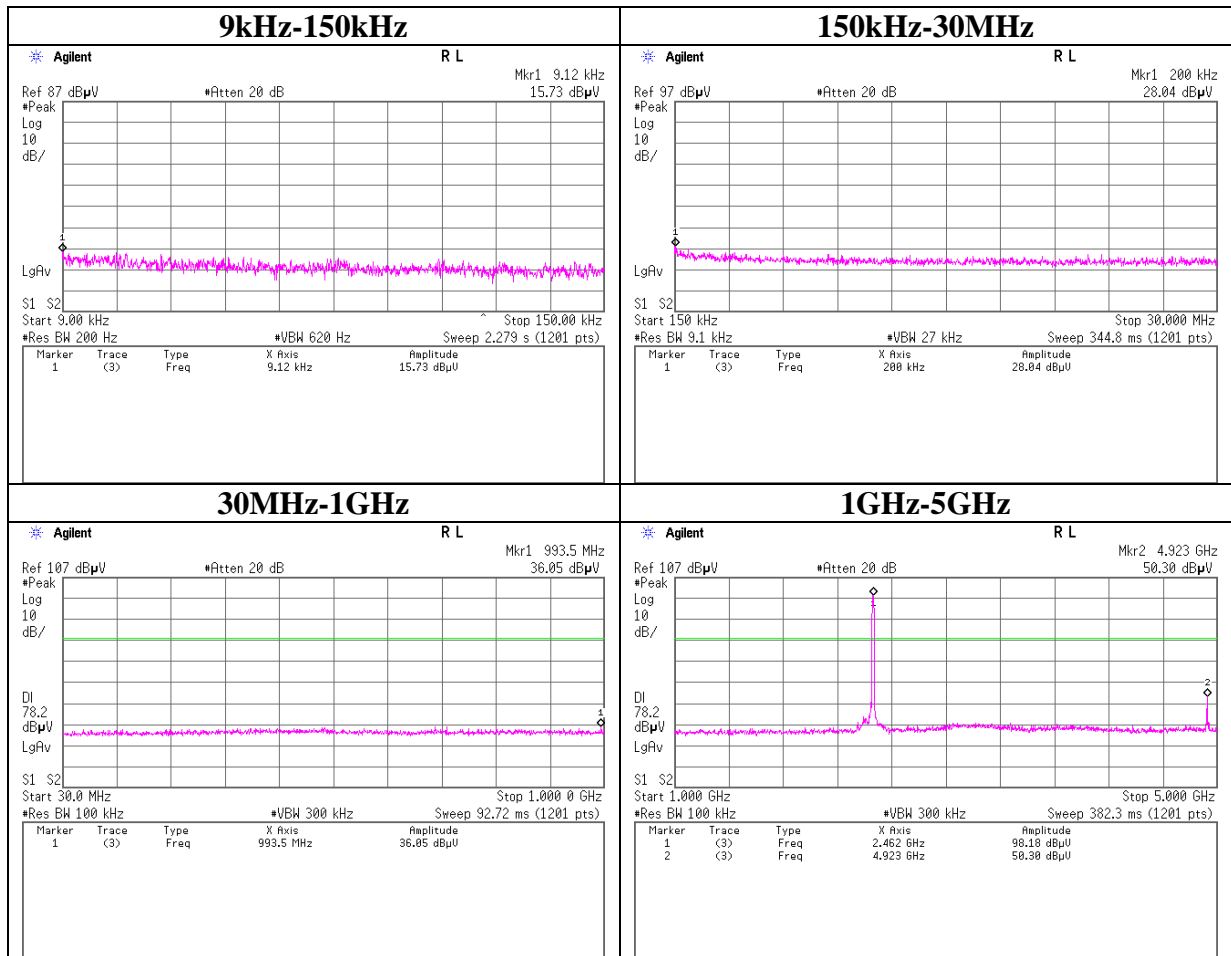 9kHz-150kHz
Agilent R L
Mkr1 9.12 kHz
Ref 87 dBµV #Atten 20 dB 15.73 dBµV
#Peak
Log
10
dB/
1
LgAv
S1 S2
Start 9.00 kHz ^ Stop 150.00 kHz
#Res BW 200 Hz #VBW 620 Hz Sweep 2.279 s (1201 pts)
Marker Trace Type X Axis Amplitude
1 (3) Freq 9.12 kHz 15.73 dBµV
150kHz-30MHz
Agilent R L
Mkr1 200 kHz
Ref 97 dBµV #Atten 20 dB 28.04 dBµV
#Peak
Log
10
dB/
1
LgAv
S1 S2
Start 150 kHz Stop 30.000 MHz
#Res BW 9.1 kHz #VBW 27 kHz Sweep 344.8 ms (1201 pts)
Marker Trace Type X Axis Amplitude
1 (3) Freq 200 kHz 28.04 dBµV
30MHz-1GHz
Agilent R L
Mkr1 993.5 MHz
Ref 107 dBµV #Atten 20 dB 36.05 dBµV
#Peak
Log
10
dB/
DI
78.2
dBµV
1
LgAv
S1 S2
Start 30.0 MHz Stop 1.000 0 GHz
#Res BW 100 kHz #VBW 300 kHz Sweep 92.72 ms (1201 pts)
Marker Trace Type X Axis Amplitude
1 (3) Freq 993.5 MHz 36.05 dBµV
1GHz-5GHz
Agilent R L
Mkr2 4.923 GHz
Ref 107 dBµV #Atten 20 dB 50.30 dBµV
#Peak
1
Log
10
dB/
2
DI
78.2
dBµV
LgAv
S1 S2
Start 1.000 GHz Stop 5.000 GHz
#Res BW 100 kHz #VBW 300 kHz Sweep 382.3 ms (1201 pts)
Marker Trace Type X Axis Amplitude
1 (3) Freq 2.462 GHz 98.18 dBµV
2 (3) Freq 4.923 GHz 50.30 dBµV